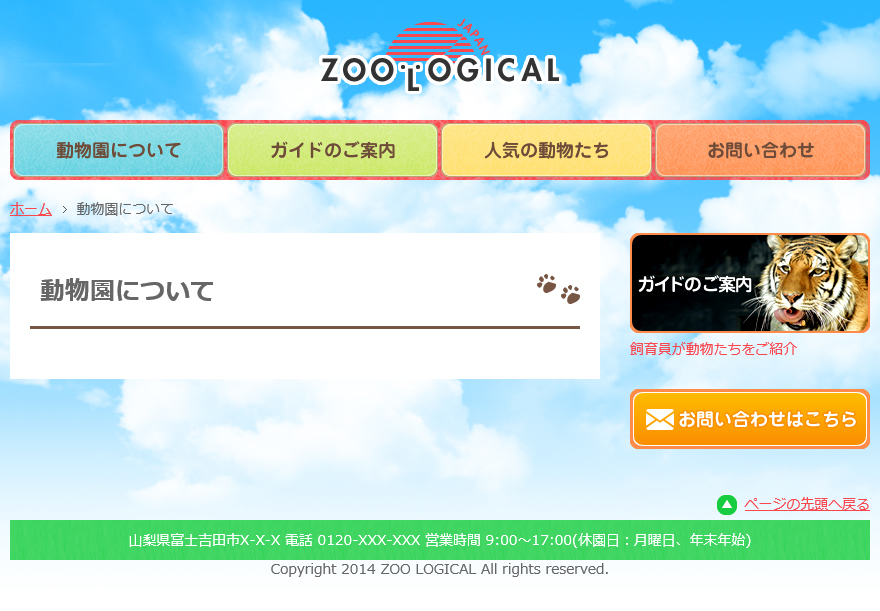 JAPAN
ZOO LOGICAL
動物園について
ガイドのご案内
人気の動物たち
お問い合わせ
ホーム > 動物園について
動物園について
ガイドのご案内
飼育員が動物たちをご紹介
お問い合わせはこちら
ページの先頭へ戻る
山梨県富士吉田市X-X-X 電話 0120-XXX-XXX 営業時間 9:00〜17:00(休園日：月曜日、年末年始)
Copyright 2014 ZOO LOGICAL All rights reserved.